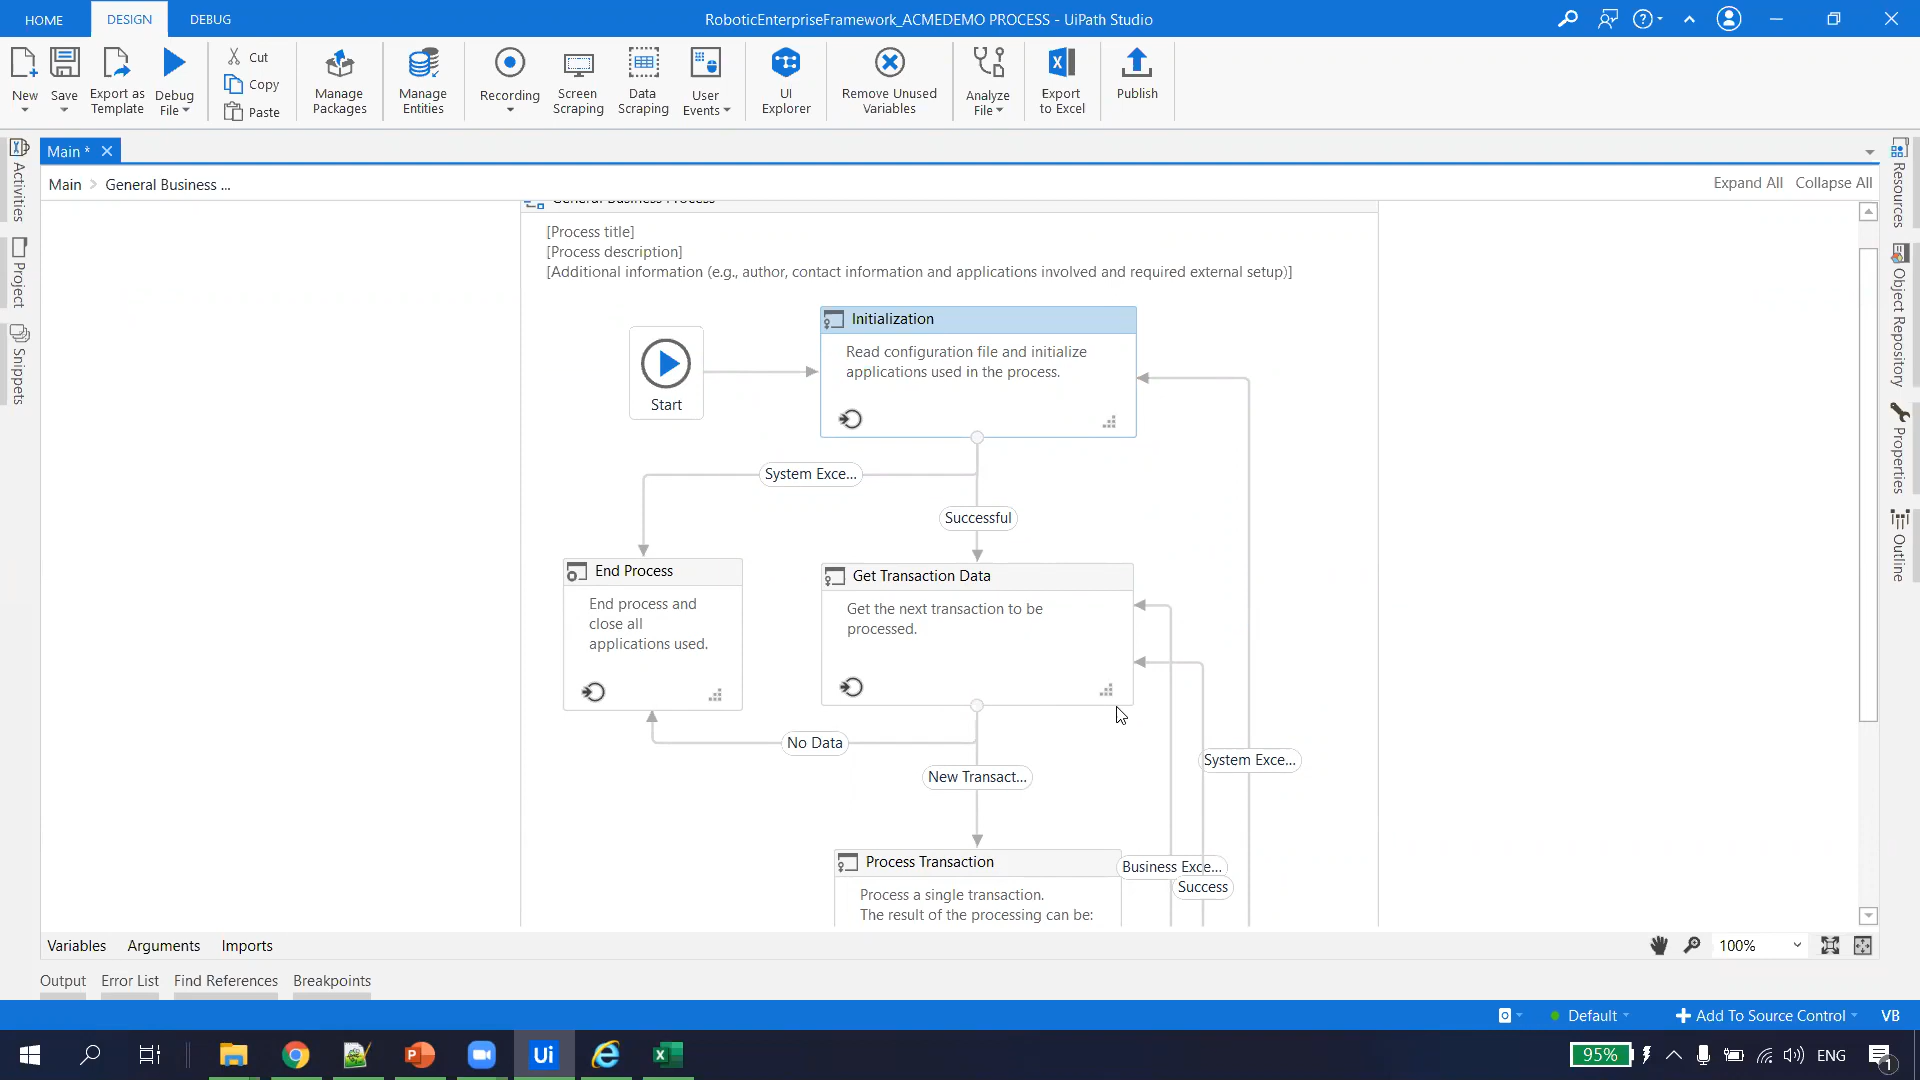 HOME
DESIGN
DEBUG
RoboticEnterpriseFramework_ACMEDEMO PROCESS - UiPath Studio
New
Save
Export as
Template
Debug
File
Cut
Copy
Paste
Manage
Packages
Manage
Entities
Recording
Screen
Scraping
Data
Scraping
User
Events
UI
Explorer
Remove Unused
Variables
Analyze
File
Export
to Excel
Publish
Main *
Main > General Business ...
Expand All
Collapse All
Activities
Project
Snippets
Resources
Object Repository
Properties
Outline
General Business Process
[Process title]
[Process description]
[Additional information (e.g., author, contact information and applications involved and required external setup)]
Start
Initialization
Read configuration file and initialize
applications used in the process.
System Exce...
Successful
End Process
End process and
close all
applications used.
Get Transaction Data
Get the next transaction to be
processed.
No Data
New Transact...
System Exce...
Process Transaction
Process a single transaction.
The result of the processing can be:
Business Exce...
Success
Variables
Arguments
Imports
100%
Output
Error List
Find References
Breakpoints
Default
Add To Source Control
VB
Ui
95%
ENG
1